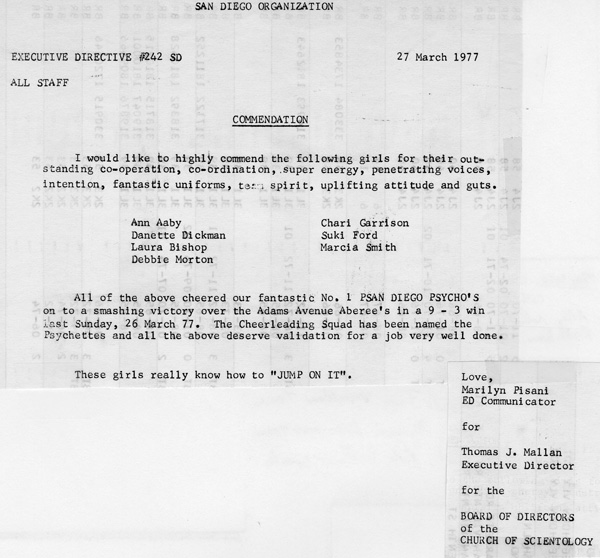 SAN DIEGO ORGANIZATION
EXECUTIVE DIRECTIVE #242 SD 27 March 1977
ALL STAFF
COMMENDATION
I would like to highly commend the following girls for their out-
standing co-operation, co-ordination, super energy, penetrating voices,
intention, fantastic uniforms, team spirit, uplifting attitude and guts.
Ann Aaby Chari Garrison
Danette Dickman Suki Ford
Laura Bishop Marcia Smith
Debbie Morton
All of the above cheered our fantastic No. 1 PSAN DIEGO PSYCHO'S
on to a smashing victory over the Adams Avenue Aberee's in a 9 - 3 win
last Sunday, 26 March 77. The Cheerleading Squad has been named the
Psychettes and all the above deserve validation for a job very well done.
These girls really know how to "JUMP ON IT".
Love,
Marilyn Pisani
ED Communicator
for
Thomas J. Mallan
Executive Director
for the
BOARD OF DIRECTORS
of the
CHURCH OF SCIENTOLOGY